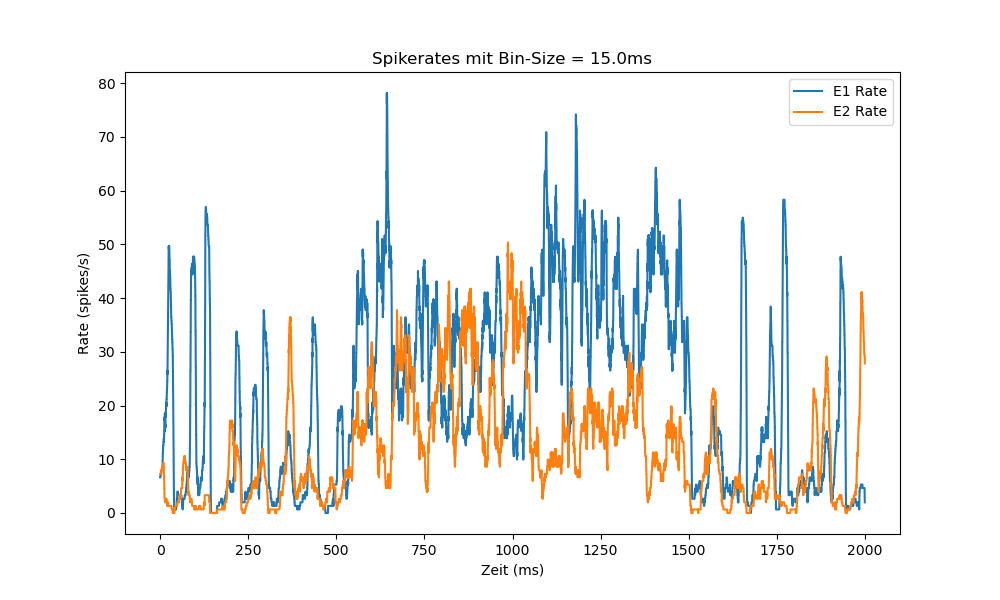 Spikerates mit Bin-Size = 15.0ms
E1 Rate
E2 Rate
80
70
60
50
40
30
20
10
0
Rate (spikes/s)
0 250 500 750 1000 1250 1500 1750 2000
Zeit (ms)